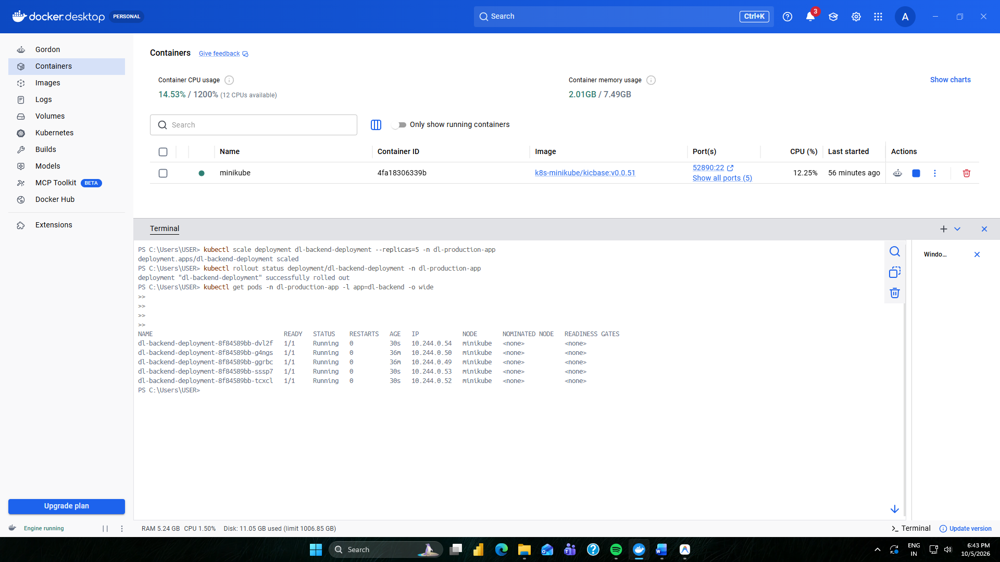 docker.desktop PERSONAL
Search Ctrl+K
3
A
Gordon
Containers
Images
Logs
Volumes
Kubernetes
Builds
Models
MCP Toolkit BETA
Docker Hub
Extensions
Upgrade plan
Containers Give feedback
Container CPU usage
14.53% / 1200% (12 CPUs available)
Container memory usage
2.01GB / 7.49GB
Show charts
Search
Only show running containers
Name Container ID Image Port(s) CPU (%) Last started Actions
minikube 4fa18306339b k8s-minikube/kicbase:v0.0.51 52890:22 12.25% 56 minutes ago
Show all ports (5)
Terminal
PS C:\Users\USER> kubectl scale deployment dl-backend-deployment --replicas=5 -n dl-production-app
deployment.apps/dl-backend-deployment scaled
PS C:\Users\USER> kubectl rollout status deployment/dl-backend-deployment -n dl-production-app
deployment "dl-backend-deployment" successfully rolled out
PS C:\Users\USER> kubectl get pods -n dl-production-app -l app=dl-backend -o wide
>>
>>
>>
>>
NAME READY STATUS RESTARTS AGE IP NODE NOMINATED NODE READINESS GATES
dl-backend-deployment-8f84589bb-dvl2f 1/1 Running 0 30s 10.244.0.54 minikube <none> <none>
dl-backend-deployment-8f84589bb-g4ngs 1/1 Running 0 36m 10.244.0.50 minikube <none> <none>
dl-backend-deployment-8f84589bb-ggrbc 1/1 Running 0 36m 10.244.0.49 minikube <none> <none>
dl-backend-deployment-8f84589bb-sssp7 1/1 Running 0 30s 10.244.0.53 minikube <none> <none>
dl-backend-deployment-8f84589bb-tcxcl 1/1 Running 0 30s 10.244.0.52 minikube <none> <none>
PS C:\Users\USER>
Windo...
Engine running
RAM 5.24 GB CPU 1.50% Disk: 11.05 GB used (limit 1006.85 GB)
>_ Terminal
Update version
Search
ENG
IN
6:43 PM
10/5/2026